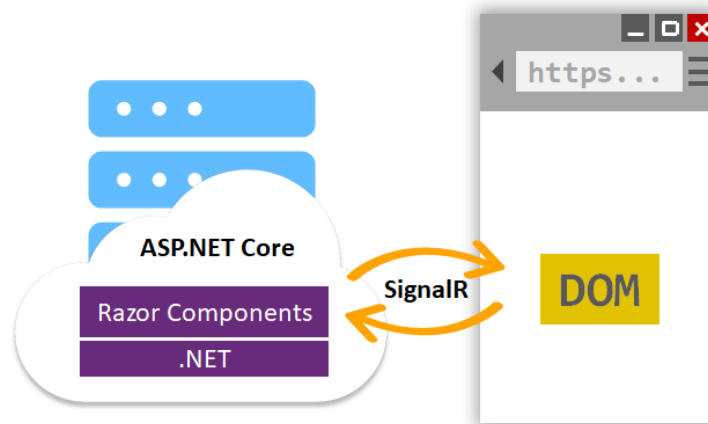 https...
ASP.NET Core
SignalR
DOM
Razor Components
.NET